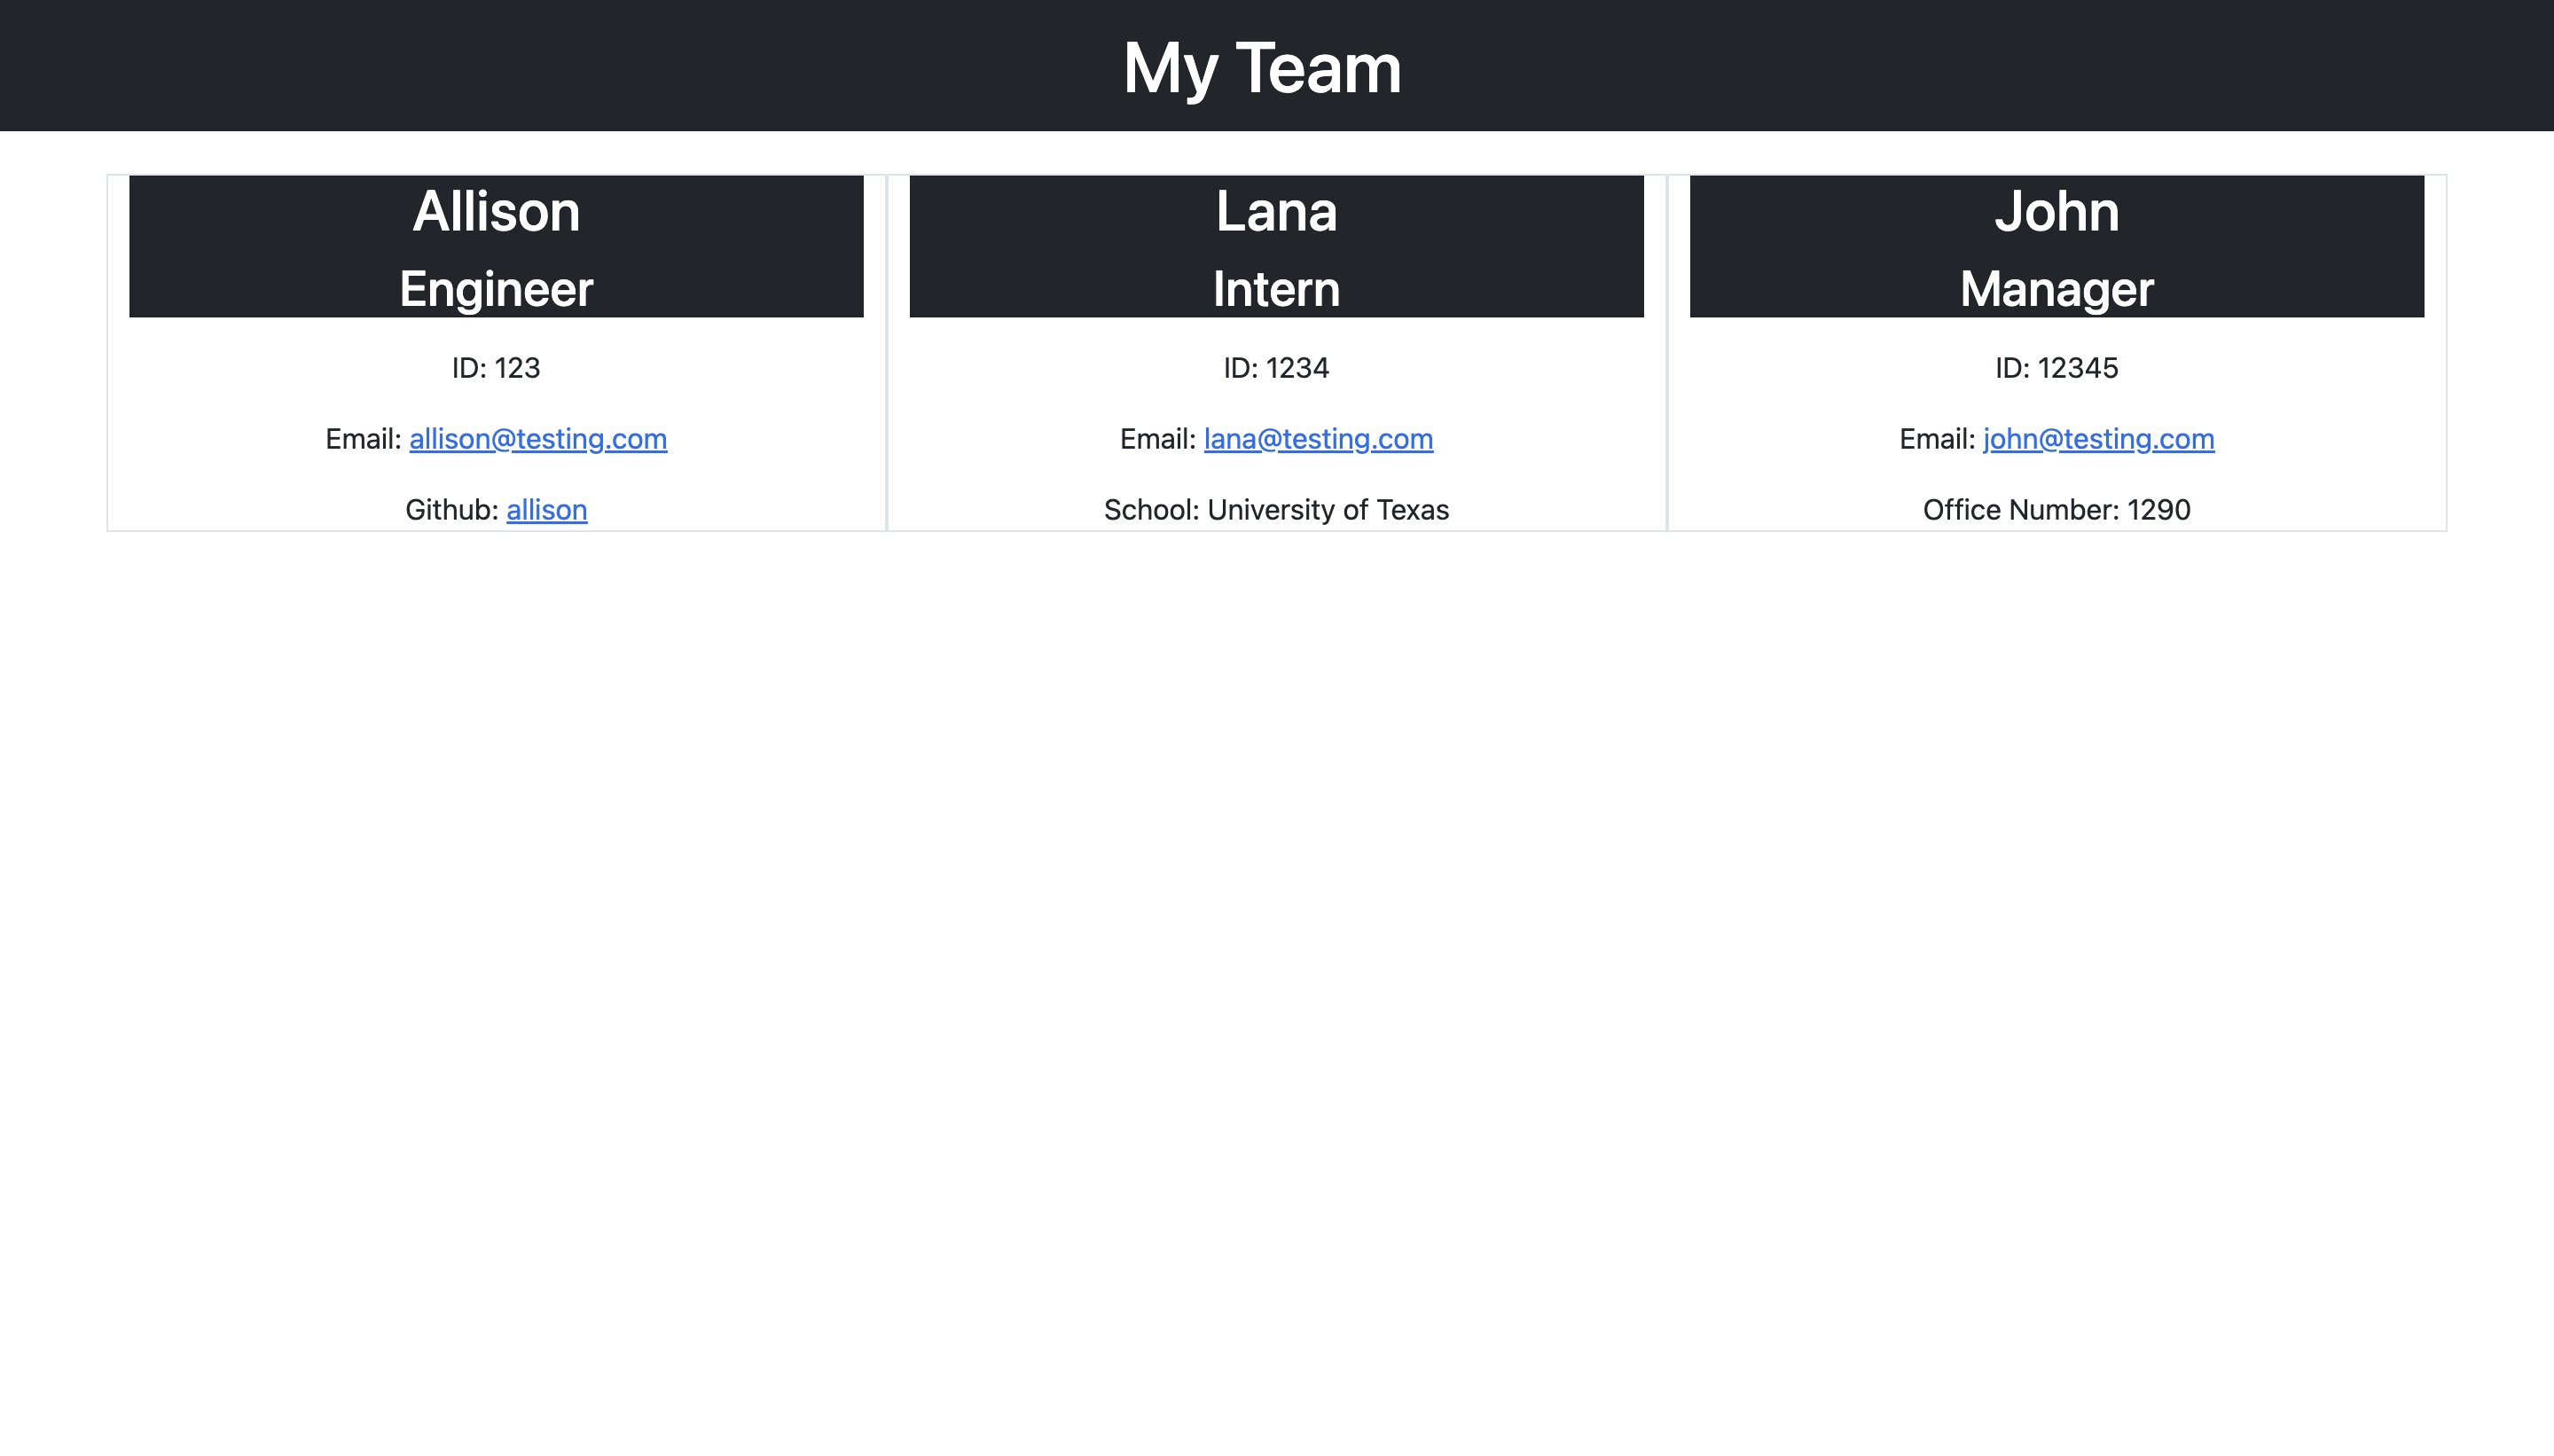 My Team
Allison
Engineer
ID: 123
Email: allison@testing.com
Github: allison
Lana
Intern
ID: 1234
Email: lana@testing.com
School: University of Texas
John
Manager
ID: 12345
Email: john@testing.com
Office Number: 1290